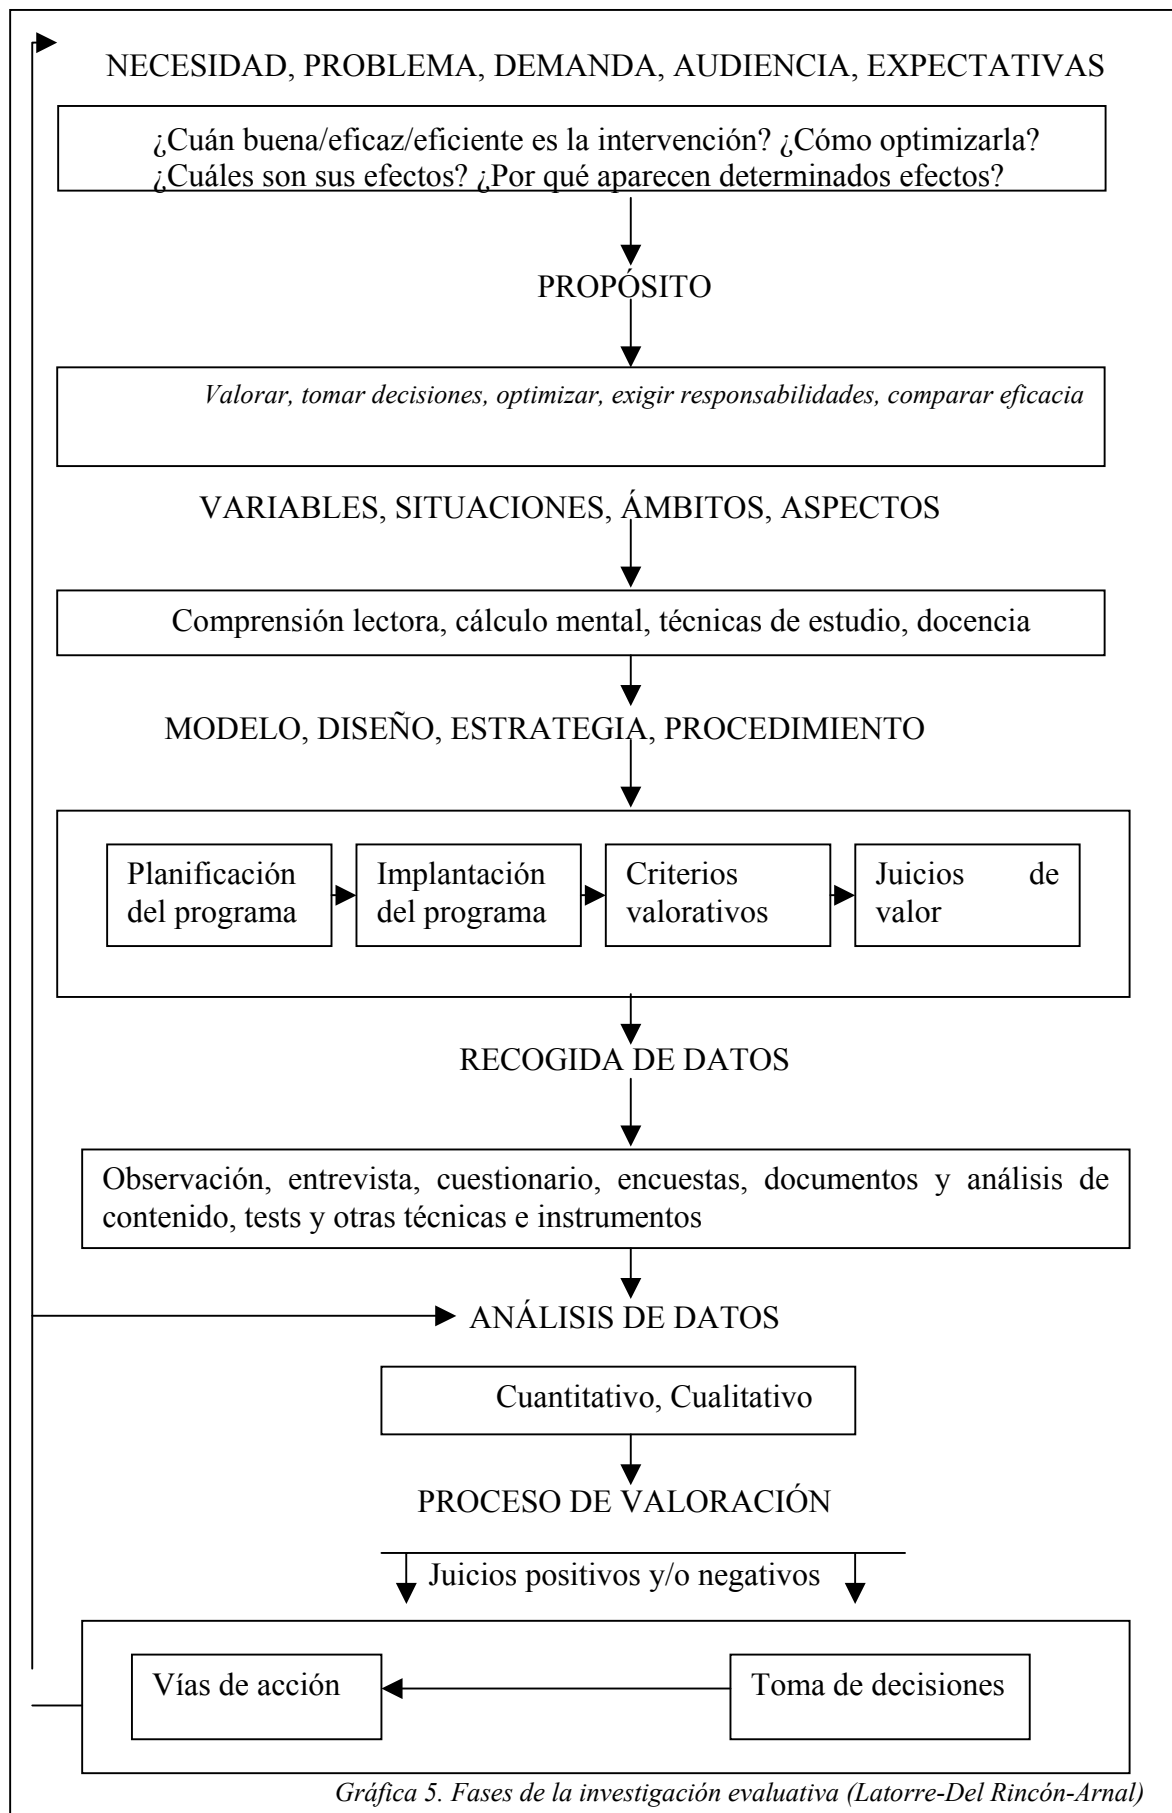 NECESIDAD, PROBLEMA, DEMANDA, AUDIENCIA, EXPECTATIVAS
¿Cuán buena/eficaz/eficiente es la intervención? ¿Cómo optimizarla?
¿Cuáles son sus efectos? ¿Por qué aparecen determinados efectos?
PROPÓSITO
Valorar, tomar decisiones, optimizar, exigir responsabilidades, comparar eficacia
VARIABLES, SITUACIONES, ÁMBITOS, ASPECTOS
Comprensión lectora, cálculo mental, técnicas de estudio, docencia
MODELO, DISEÑO, ESTRATEGIA, PROCEDIMIENTO
Planificación
del programa
Implantación
del programa
Criterios
valorativos
Juicios de
valor
RECOGIDA DE DATOS
Observación, entrevista, cuestionario, encuestas, documentos y análisis de
contenido, tests y otras técnicas e instrumentos
ANÁLISIS DE DATOS
Cuantitativo, Cualitativo
PROCESO DE VALORACIÓN
Juicios positivos y/o negativos
Vías de acción
Toma de decisiones
Gráfica 5. Fases de la investigación evaluativa (Latorre-Del Rincón-Arnal)